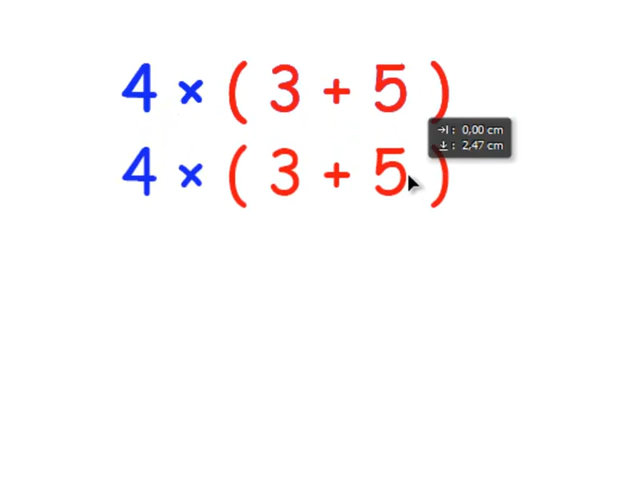 4 × ( 3 + 5 )
→I : 0,00 cm
↓ : 2,47 cm
4 × ( 3 + 5 )